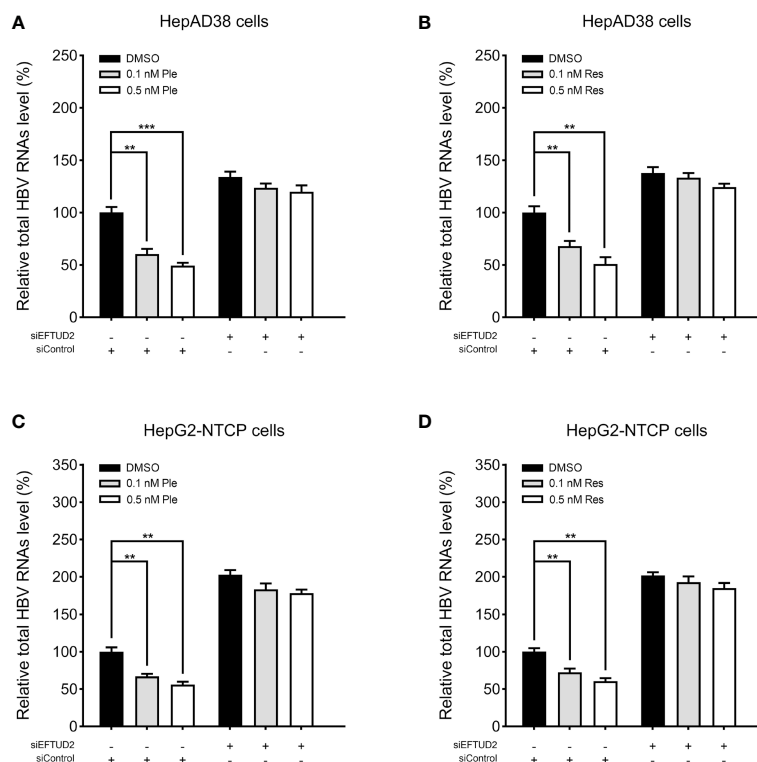 A
HepAD38 cells
Relative total HBV RNAs level (%)
250
200
150
100
50
0
DMSO
0.1 nM Ple
0.5 nM Ple
***
**
siEFTUD2 - - - + + +
siControl + + + - - -
B
HepAD38 cells
Relative total HBV RNAs level (%)
250
200
150
100
50
0
DMSO
0.1 nM Res
0.5 nM Res
**
**
siEFTUD2 - - - + + +
siControl + + + - - -
C
HepG2-NTCP cells
Relative total HBV RNAs level (%)
350
300
250
200
150
100
50
0
DMSO
0.1 nM Ple
0.5 nM Ple
**
**
siEFTUD2 - - - + + +
siControl + + + - - -
D
HepG2-NTCP cells
Relative total HBV RNAs level (%)
350
300
250
200
150
100
50
0
DMSO
0.1 nM Res
0.5 nM Res
**
**
siEFTUD2 - - - + + +
siControl + + + - - -